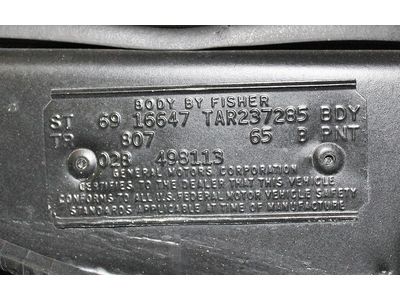 BODY BY FISHER
ST 69 16647 TAR237285 BDY
TR 807 65 B PNT
02B 498113
GENERAL MOTORS CORPORATION
CERTIFIES TO THE DEALER THAT THIS VEHICLE
CONFORMS TO ALL U.S. FEDERAL MOTOR VEHICLE SAFETY
STANDARDS APPLICABLE AT TIME OF MANUFACTURE